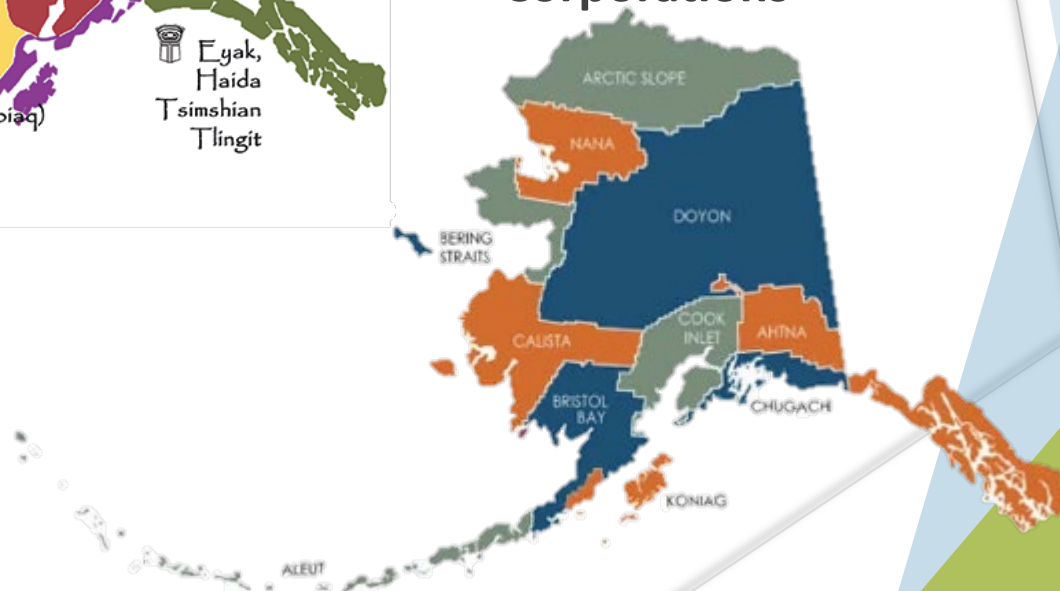 Corporations
Eyak,
Haida
Tsimshian
Tlingit
ARCTIC SLOPE
NANA
DOYON
BERING
STRAITS
COOK
INLET
AHTNA
CALISTA
BRISTOL
BAY
CHUGACH
KONIAG
ALEUT